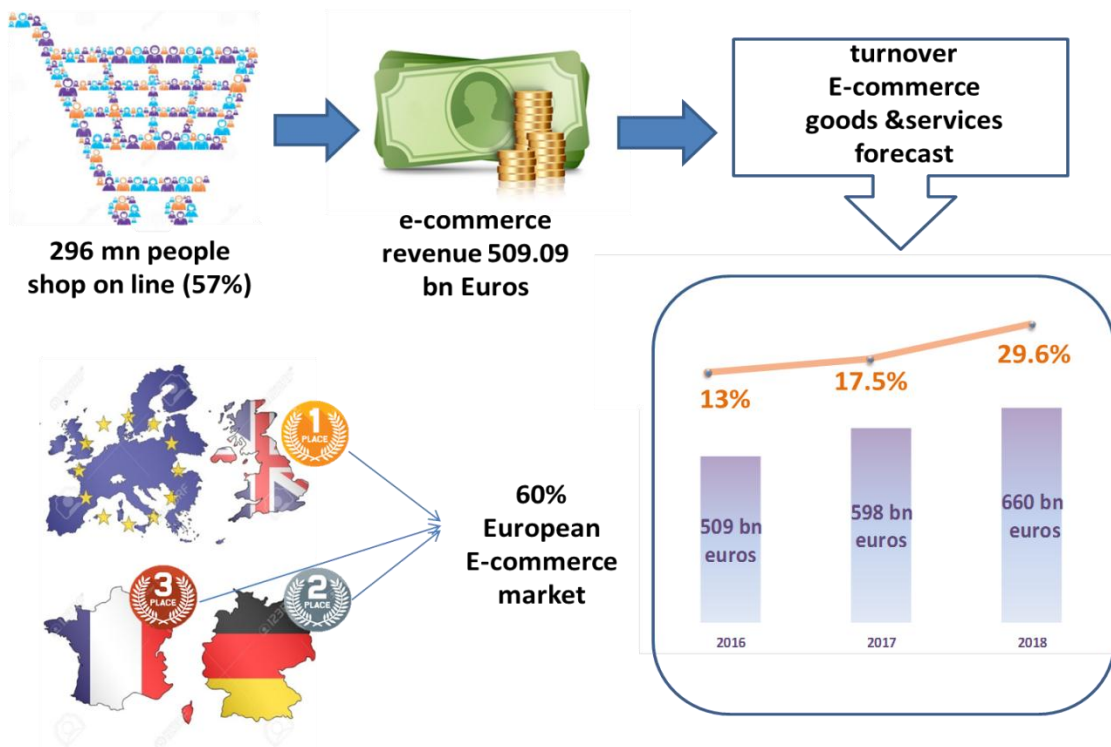 296 mn people
shop on line (57%)
e-commerce
revenue 509.09
bn Euros
turnover
E-commerce
goods &services
forecast
13%
17.5%
29.6%
509 bn
euros
598 bn
euros
660 bn
euros
2016
2017
2018
1
PLACE
3
PLACE
2
PLACE
60%
European
E-commerce
market